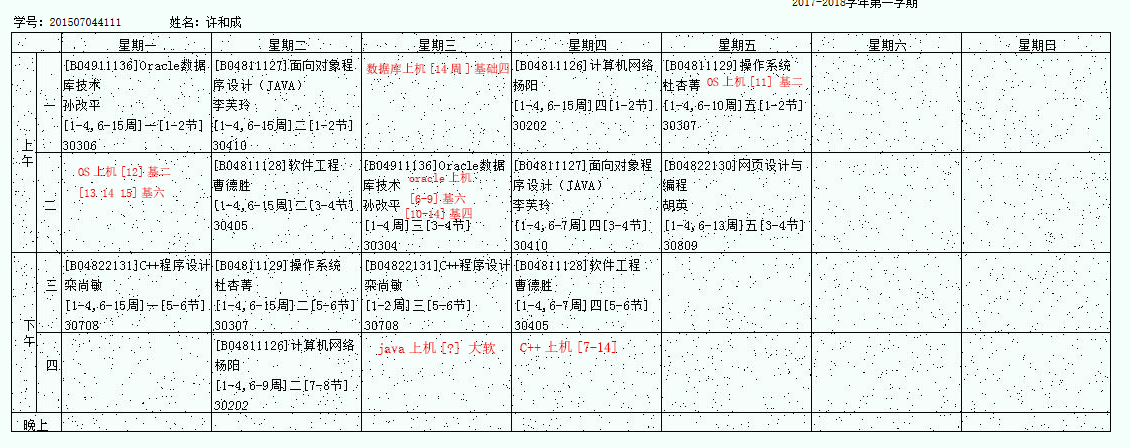 2017-2018学年第一学期
学号：201507044111 姓名：许和成
星期一 星期二 星期三 星期四 星期五 星期六 星期日
上午
一
[B04911136]Oracle数据
库技术
孙改平
[1-4,6-15周]一[1-2节]
30306
[B04811127]面向对象程
序设计（JAVA）
李芙玲
[1-4,6-15周]二[1-2节]
30410
数据库上机[14周]基础四
[B04811126]计算机网络
杨阳
[1-4,6-15周]四[1-2节]
30202
[B04811129]操作系统
杜杏菁 OS上机[11]基二
[1-4,6-10周]五[1-2节]
30307
二
OS上机[12]基二
[13 14 15]基六
[B04811128]软件工程
曹德胜
[1-4,6-15周]二[3-4节]
30405
[B04911136]Oracle数据
库技术 oracle上机
孙改平 [6-9]基六
[10-14]基四
[1-4周]三[3-4节]
30304
[B04811127]面向对象程
序设计（JAVA）
李芙玲
[1-4,6-7周]四[3-4节]
30410
[B04822130]网页设计与
编程
胡英
[1-4,6-13周]五[3-4节]
30809
下午
三
[B04822131]C++程序设计
栾尚敏
[1-4,6-15周]一[5-6节]
30708
[B04811129]操作系统
杜杏菁
[1-4,6-15周]二[5-6节]
30307
[B04822131]C++程序设计
栾尚敏
[1-2周]三[5-6节]
30708
[B04811128]软件工程
曹德胜
[1-4,6-7周]四[5-6节]
30405
四
[B04811126]计算机网络
杨阳
[1-4,6-9周]二[7-8节]
30202
java上机[?] 大软
C++上机[7-14]
晚上